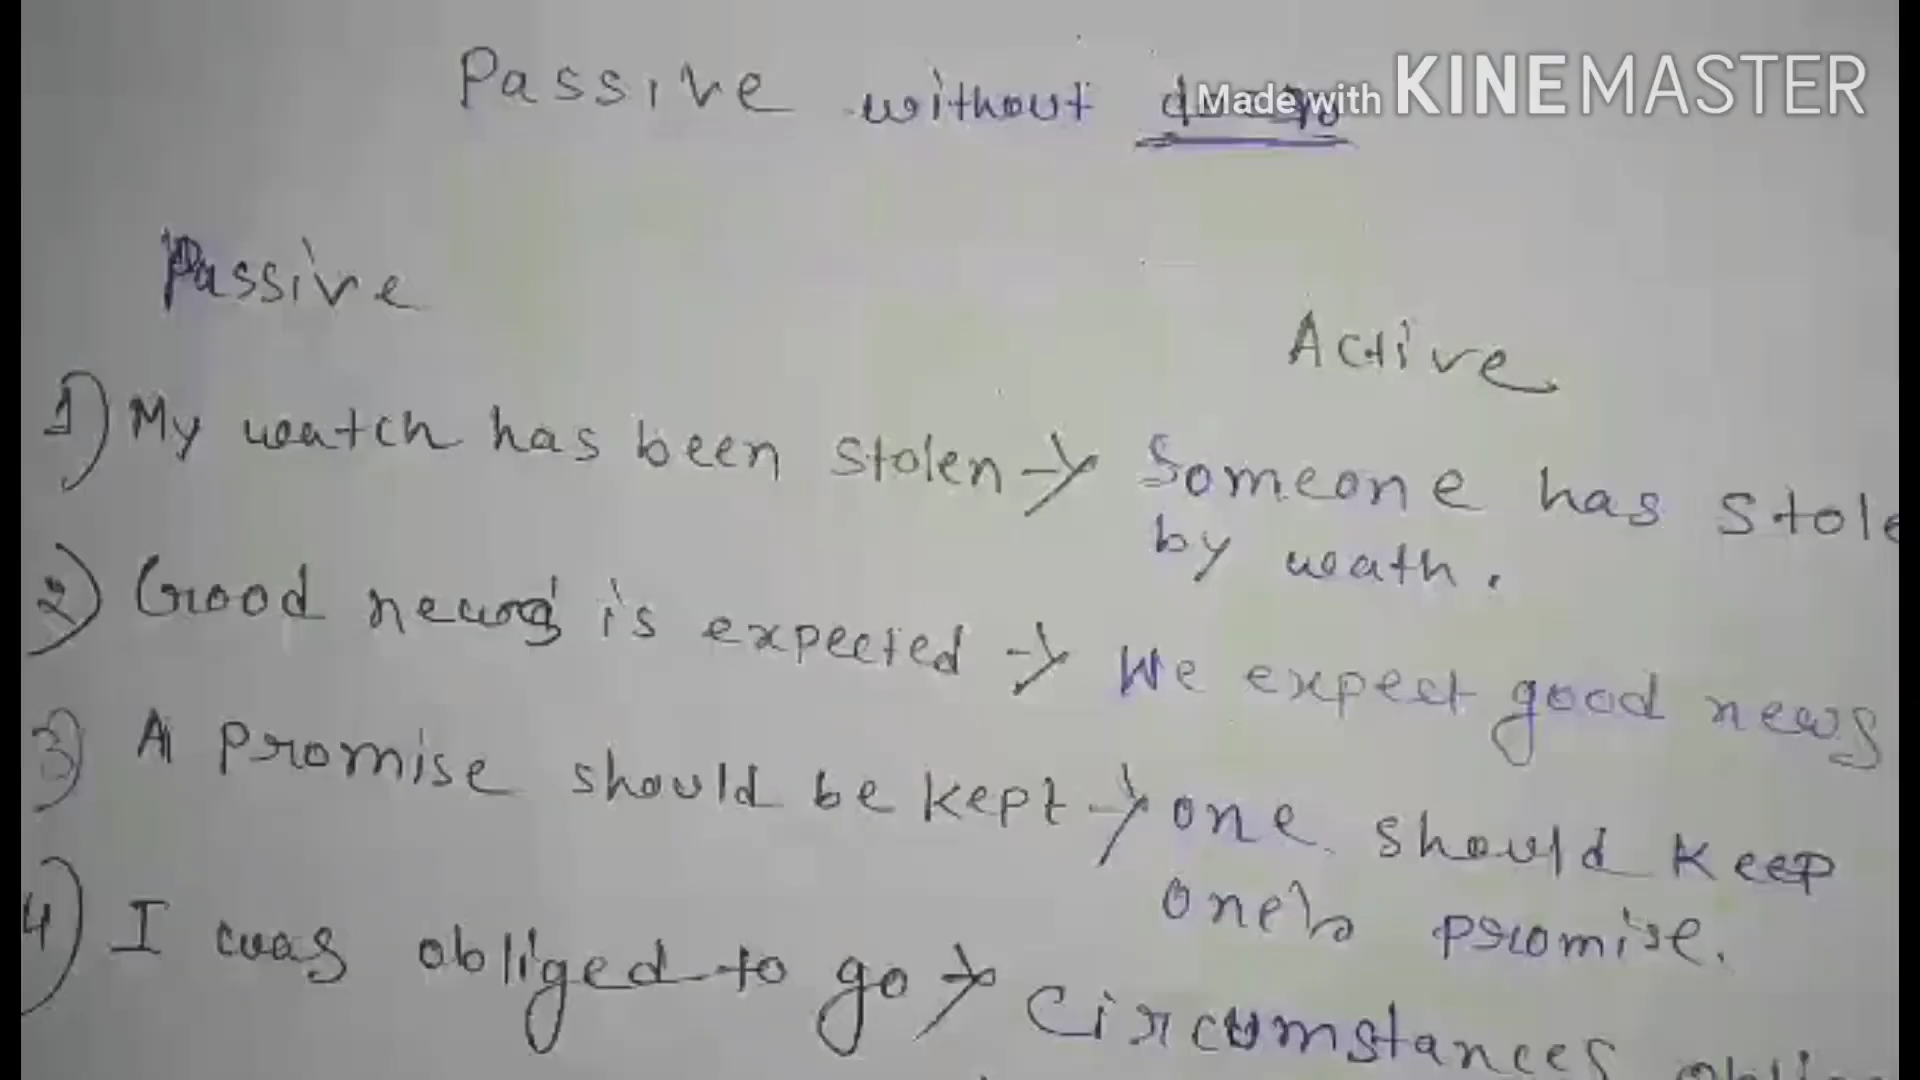 Passive without
Made with KINEMASTER
Passive
Active
1) My watch has been stolen → Someone has stole
by wath.
2) Good news is expected → We expect good news
3) A promise should be kept → one should keep
one's promise.
4) I was obliged to go → Circumstances